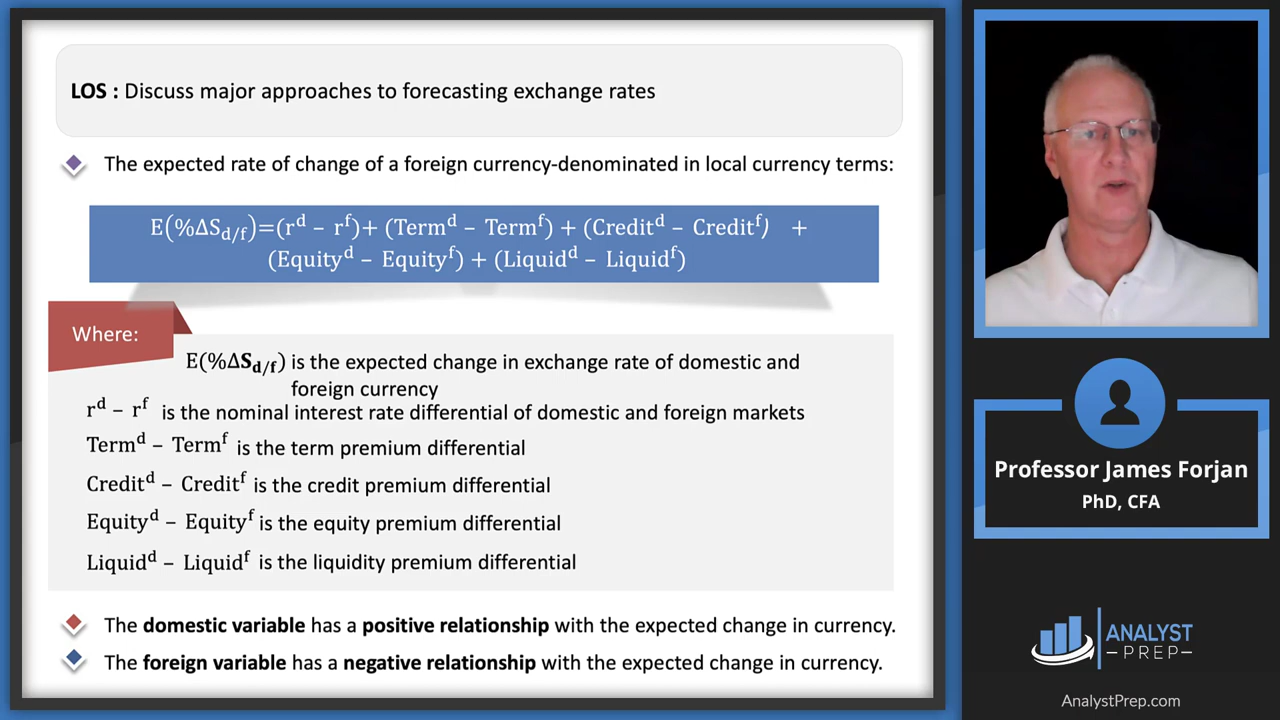 LOS : Discuss major approaches to forecasting exchange rates
The expected rate of change of a foreign currency-denominated in local currency terms:
E(%ΔS_{d/f})=(r^d – r^f)+ (Term^d – Term^f) + (Credit^d – Credit^f) +
(Equity^d – Equity^f) + (Liquid^d – Liquid^f)
Where:
E(%ΔS_{d/f}) is the expected change in exchange rate of domestic and
foreign currency
r^d – r^f is the nominal interest rate differential of domestic and foreign markets
Term^d – Term^f is the term premium differential
Credit^d – Credit^f is the credit premium differential
Equity^d – Equity^f is the equity premium differential
Liquid^d – Liquid^f is the liquidity premium differential
The domestic variable has a positive relationship with the expected change in currency.
The foreign variable has a negative relationship with the expected change in currency.
Professor James Forjan
PhD, CFA
ANALYST
–PREP–
AnalystPrep.com